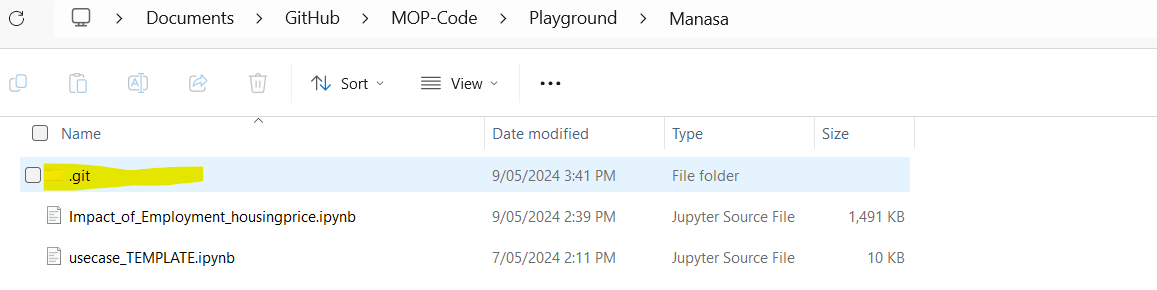 Documents > GitHub > MOP-Code > Playground > Manasa
Sort View
Name Date modified Type Size
.git 9/05/2024 3:41 PM File folder
Impact_of_Employment_housingprice.ipynb 9/05/2024 2:39 PM Jupyter Source File 1,491 KB
usecase_TEMPLATE.ipynb 7/05/2024 2:11 PM Jupyter Source File 10 KB